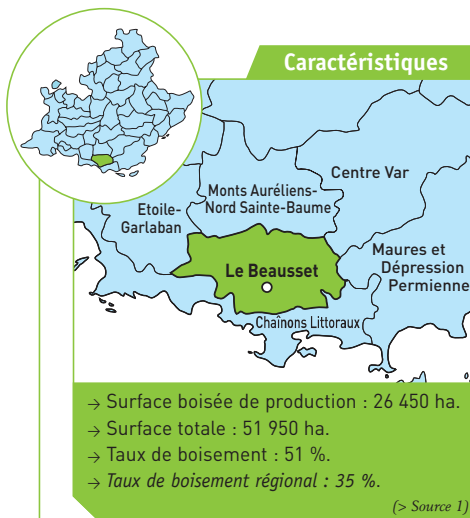 Caractéristiques
Centre Var
Monts Auréliens-
Nord Sainte-Baume
Etoile-
Garlaban
Maures et
Dépression
Permienne
Le Beausset
Chaînons Littoraux
→ Surface boisée de production : 26 450 ha.
→ Surface totale : 51 950 ha.
→ Taux de boisement : 51 %.
→ Taux de boisement régional : 35 %.
(> Source 1)